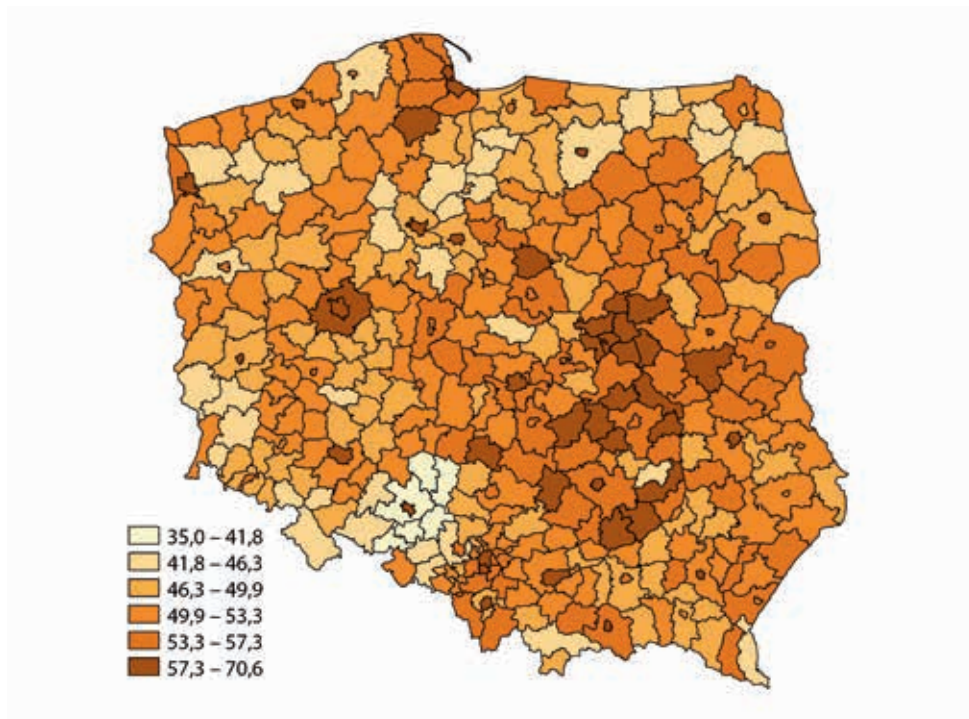 35,0 – 41,8
41,8 – 46,3
46,3 – 49,9
49,9 – 53,3
53,3 – 57,3
57,3 – 70,6